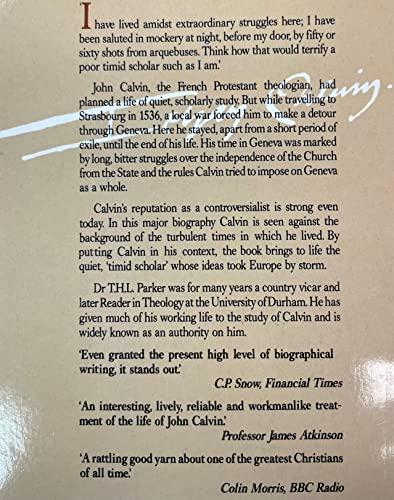 I have lived amidst extraordinary struggles here; I have
been saluted in mockery at night, before my door, by fifty or
sixty shots from arquebuses. Think how that would terrify a
poor timid scholar such as I am.'
John Calvin, the French Protestant theologian, had
planned a life of quiet, scholarly study. But while travelling to
Strasbourg in 1536, a local war forced him to make a detour
through Geneva. Here he stayed, apart from a short period of
exile, until the end of his life. His time in Geneva was marked
by long, bitter struggles over the independence of the Church
from the State and the rules Calvin tried to impose on Geneva
as a whole.
Calvin's reputation as a controversialist is strong even
today. In this major biography Calvin is seen against the
background of the turbulent times in which he lived. By
putting Calvin in his context, the book brings to life the
quiet, 'timid scholar' whose ideas took Europe by storm.
Dr T.H.L. Parker was for many years a country vicar and
later Reader in Theology at the University of Durham. He has
given much of his working life to the study of Calvin and is
widely known as an authority on him.
'Even granted the present high level of biographical
writing, it stands out.'
C.P. Snow, Financial Times
'An interesting, lively, reliable and workmanlike treat-
ment of the life of John Calvin.'
Professor James Atkinson
'A rattling good yarn about one of the greatest Christians
of all time.'
Colin Morris, BBC Radio